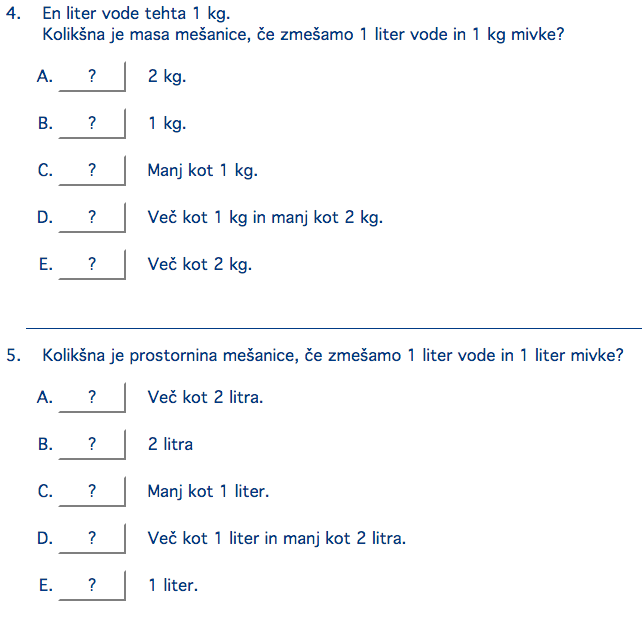 4. En liter vode tehta 1 kg.
Kolikšna je masa mešanice, če zmešamo 1 liter vode in 1 kg mivke?
A. ? 2 kg.
B. ? 1 kg.
C. ? Manj kot 1 kg.
D. ? Več kot 1 kg in manj kot 2 kg.
E. ? Več kot 2 kg.
5. Kolikšna je prostornina mešanice, če zmešamo 1 liter vode in 1 liter mivke?
A. ? Več kot 2 litra.
B. ? 2 litra
C. ? Manj kot 1 liter.
D. ? Več kot 1 liter in manj kot 2 litra.
E. ? 1 liter.